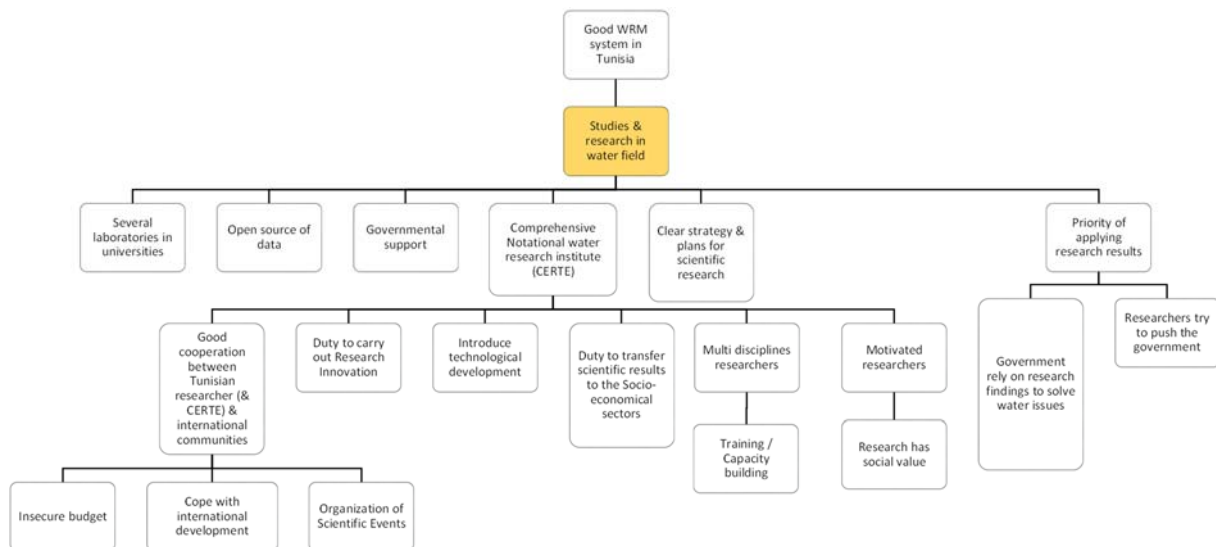 Good WRM
system in
Tunisia
Studies &
research in
water field
Several
laboratories in
universities
Open source of
data
Governmental
support
Comprehensive
Notational water
research institute
(CERTE)
Clear strategy &
plans for
scientific
research
Priority of
applying
research results
Good
cooperation
between
Tunisian
researcher (&
CERTE) &
international
communities
Duty to carry
out Research
Innovation
Introduce
technological
development
Duty to transfer
scientific results
to the Socio-
economical
sectors
Multi disciplines
researchers
Motivated
researchers
Government
rely on research
findings to solve
water issues
Researchers try
to push the
government
Training /
Capacity
building
Research has
social value
Insecure budget
Cope with
international
development
Organization of
Scientific Events